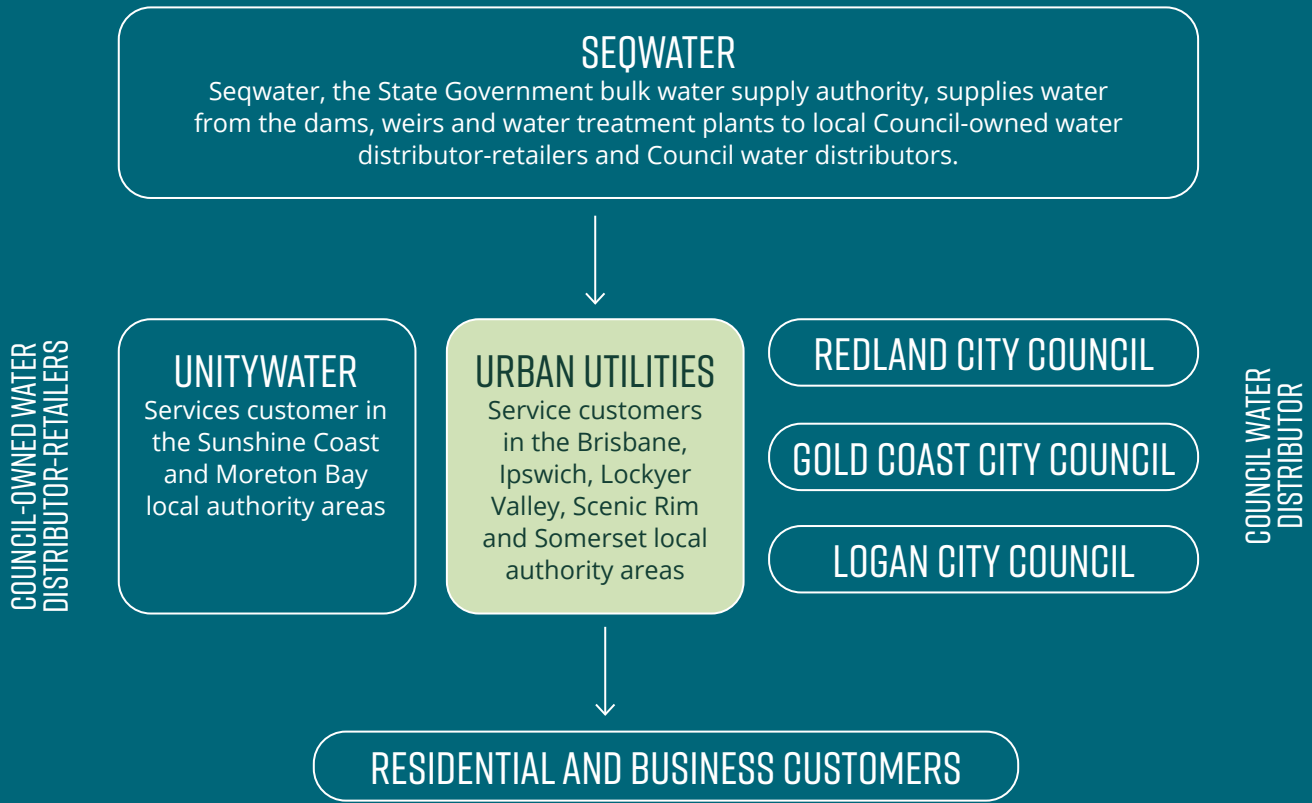 SEQWATER
Seqwater, the State Government bulk water supply authority, supplies water
from the dams, weirs and water treatment plants to local Council-owned water
distributor-retailers and Council water distributors.
COUNCIL-OWNED WATER
DISTRIBUTOR-RETAILERS
UNITYWATER
Services customer in
the Sunshine Coast
and Moreton Bay
local authority areas
URBAN UTILITIES
Service customers
in the Brisbane,
Ipswich, Lockyer
Valley, Scenic Rim
and Somerset local
authority areas
REDLAND CITY COUNCIL
GOLD COAST CITY COUNCIL
LOGAN CITY COUNCIL
COUNCIL WATER
DISTRIBUTOR
RESIDENTIAL AND BUSINESS CUSTOMERS